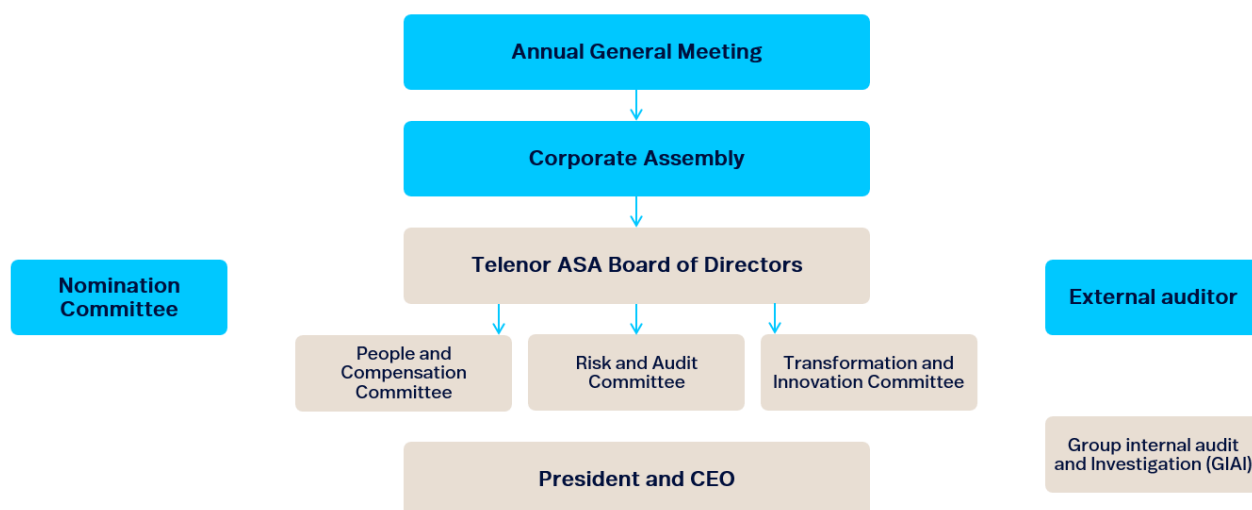 Annual General Meeting
Corporate Assembly
Telenor ASA Board of Directors
Nomination
Committee
External auditor
People and
Compensation
Committee
Risk and Audit
Committee
Transformation and
Innovation Committee
Group internal audit
and Investigation (GIAI)
President and CEO